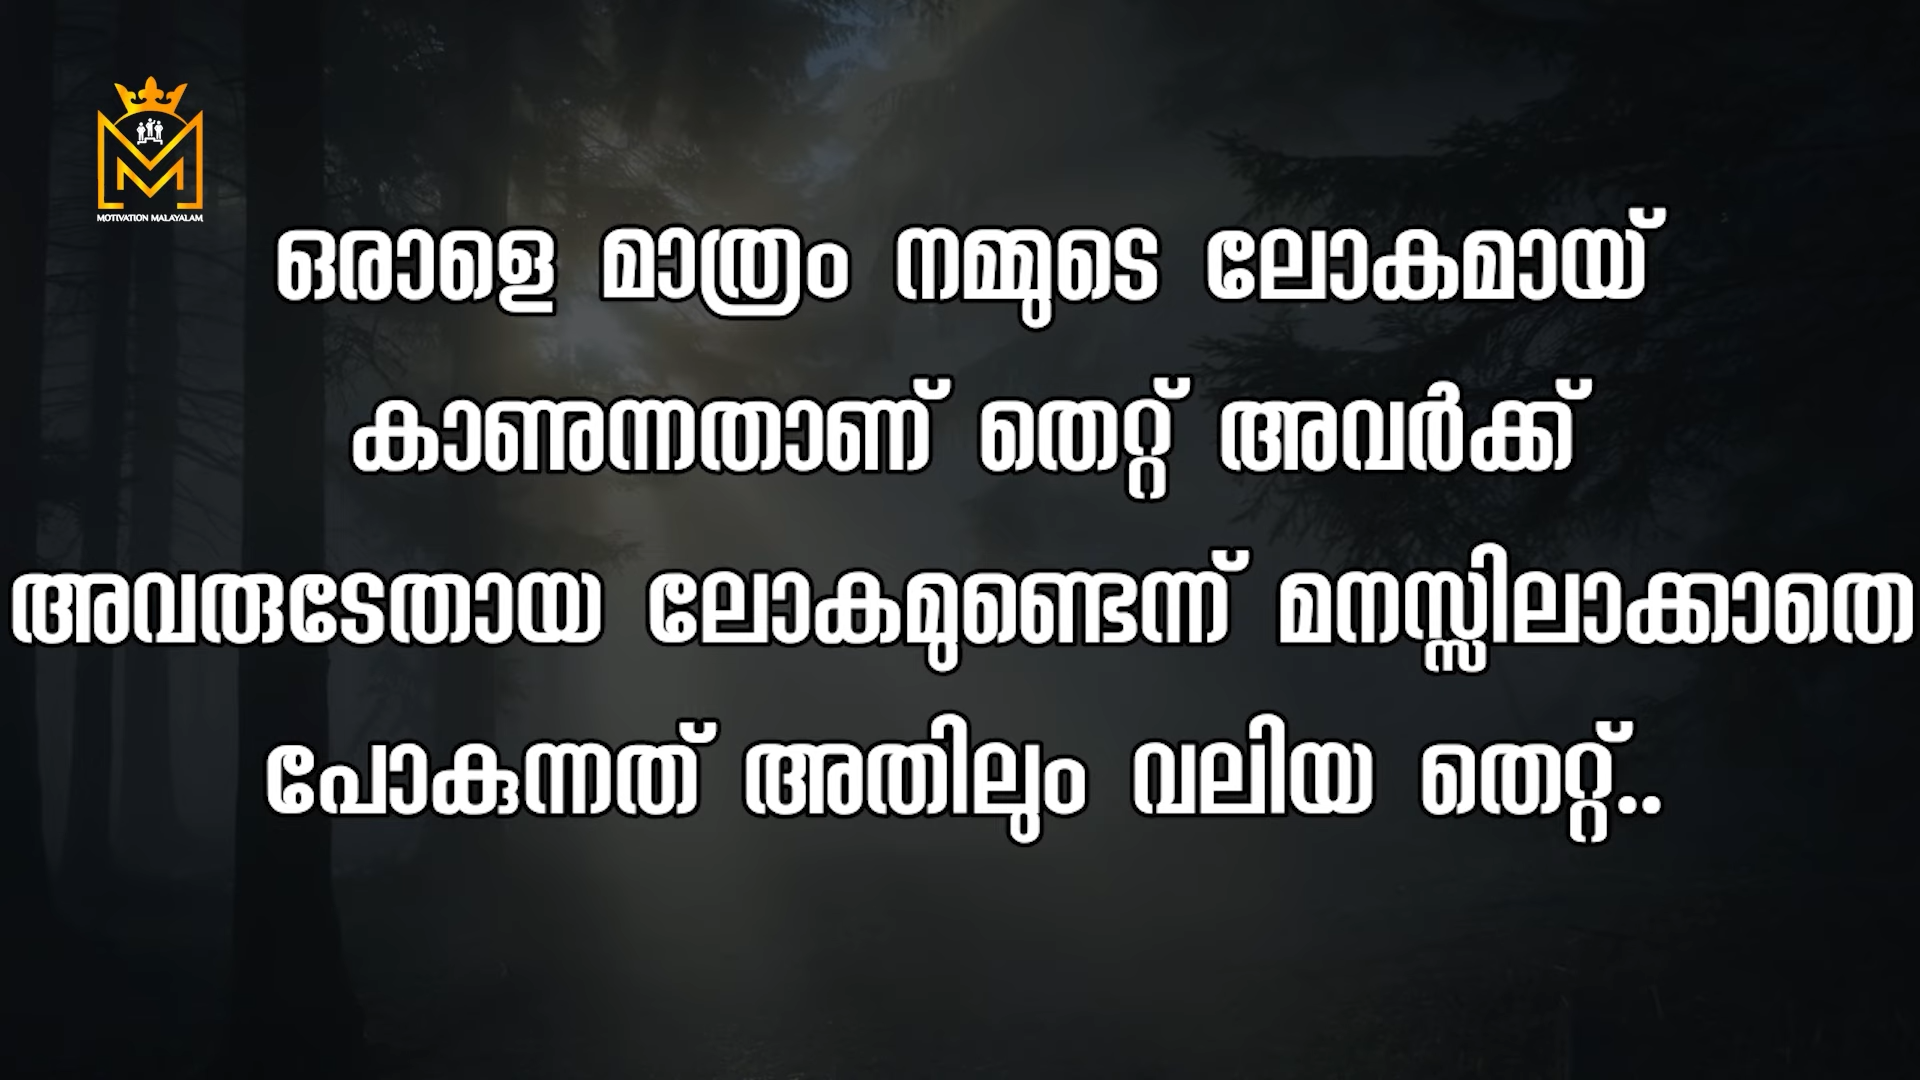 MOTIVATION MALAYALAM
ഒരാളെ മാത്രം നമ്മുടെ ലോകമായ്
കാണുന്നതാണ് തെറ്റ് അവർക്ക്
അവരുടേതായ ലോകമുണ്ടെന്ന് മനസ്സിലാക്കാതെ
പോകുന്നത് അതിലും വലിയ തെറ്റ്..